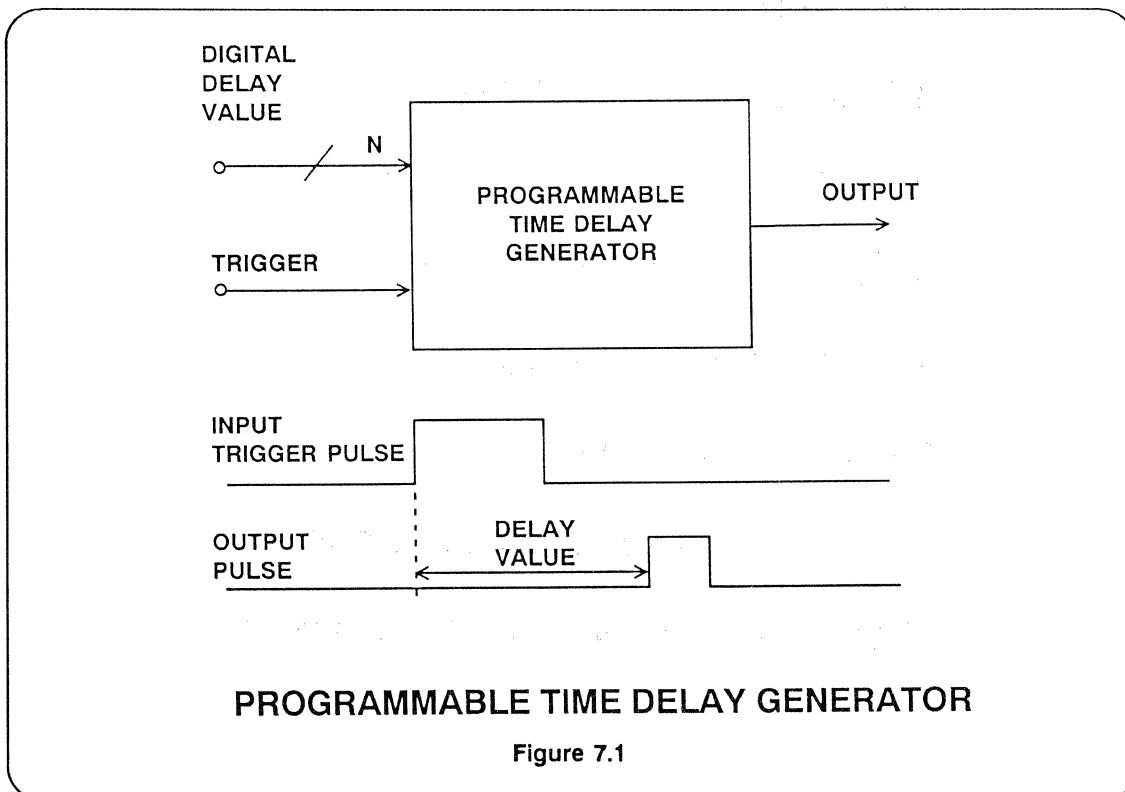 DIGITAL
DELAY
VALUE
N
PROGRAMMABLE
TIME DELAY
GENERATOR
OUTPUT
TRIGGER
INPUT
TRIGGER PULSE
OUTPUT
PULSE
DELAY
VALUE
PROGRAMMABLE TIME DELAY GENERATOR
Figure 7.1